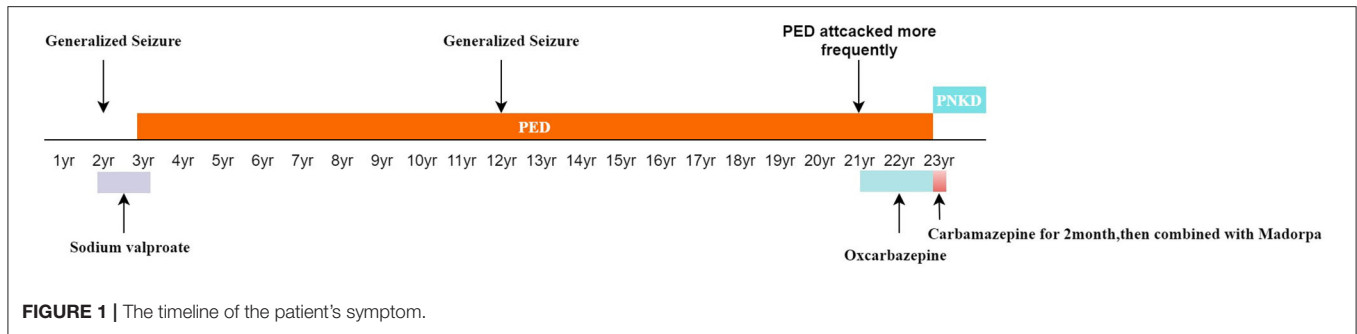 Generalized Seizure
Generalized Seizure
PED attcacked more
frequently
PNKD
PED
1yr 2yr 3yr 4yr 5yr 6yr 7yr 8yr 9yr 10yr 11yr 12yr 13yr 14yr 15yr 16yr 17yr 18yr 19yr 20yr 21yr 22yr 23yr
Sodium valproate
Carbamazepine for 2month,then combined with Madorpa
Oxcarbazepine
FIGURE 1 | The timeline of the patient's symptom.